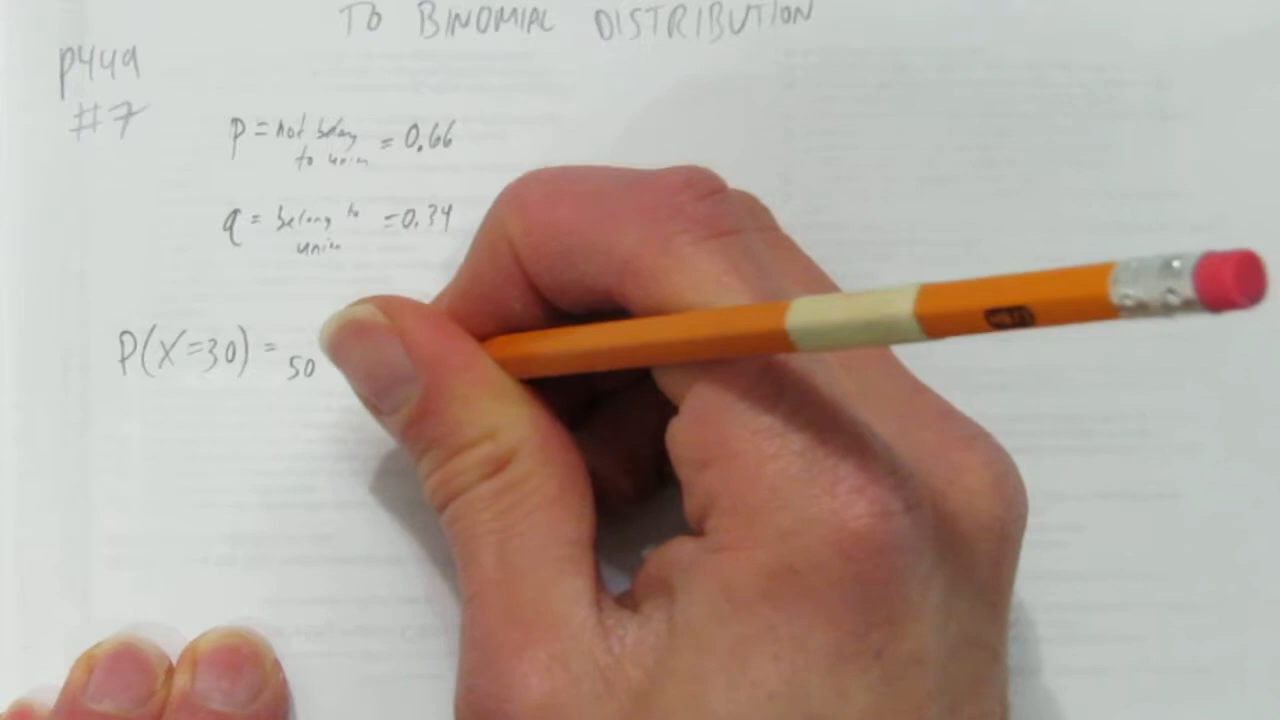 TO BINOMIAL DISTRIBUTION
p449
#7
p = not belong to union = 0.66
q = belong to union = 0.34
P(X=30) = 50